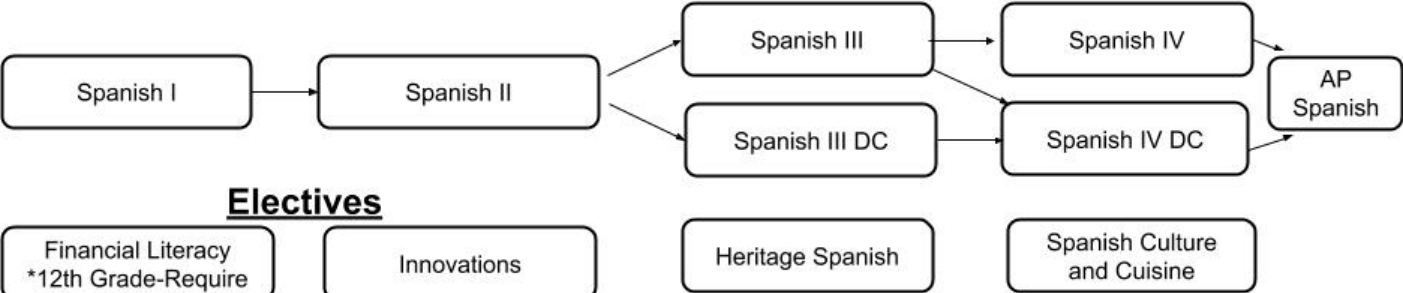 Spanish I
Spanish II
Spanish III
Spanish III DC
Spanish IV
Spanish IV DC
AP
Spanish
Electives
Financial Literacy
*12th Grade-Require
Innovations
Heritage Spanish
Spanish Culture
and Cuisine